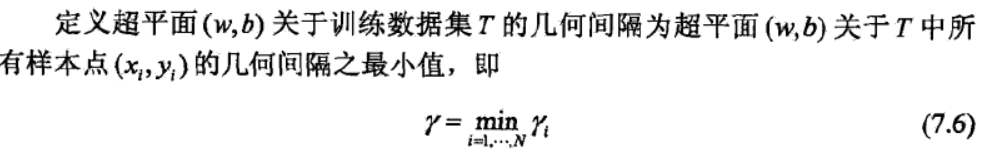 定义超平面 (w,b) 关于训练数据集 T 的几何间隔为超平面 (w,b) 关于 T 中所
有样本点 (x_i, y_i) 的几何间隔之最小值，即
γ = min_{i=1,⋯,N} γ_i (7.6)